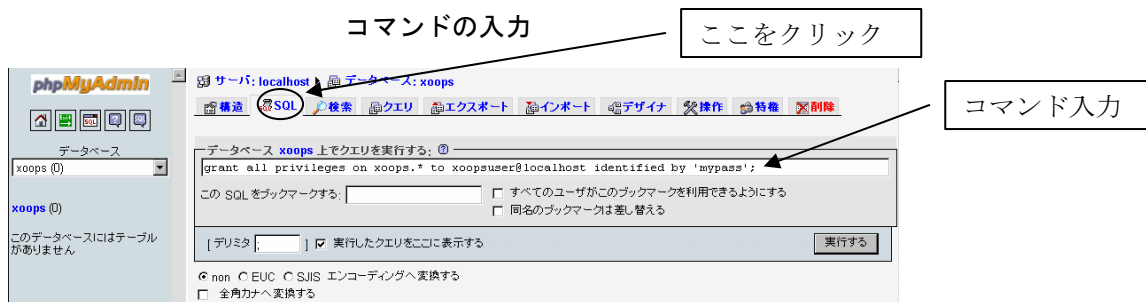 コマンドの入力
ここをクリック
phpMyAdmin
サーバ: localhost ▶ データベース: xoops
構造 SQL 検索 クエリ エクスポート インポート デザイナ 操作 特権 削除
コマンド入力
データベース
xoops (0)
xoops (0)
このデータベースにはテーブル
がありません
データベース xoops 上でクエリを実行する:
grant all privileges on xoops.* to xoopsuser@localhost identified by 'mypass';
この SQL をブックマークする:
すべてのユーザがこのブックマークを利用できるようにする
同名のブックマークは差し替える
[ デリミタ ; ] 実行したクエリをここに表示する
実行する
non EUC SJIS エンコーディングへ変換する
全角カナへ変換する